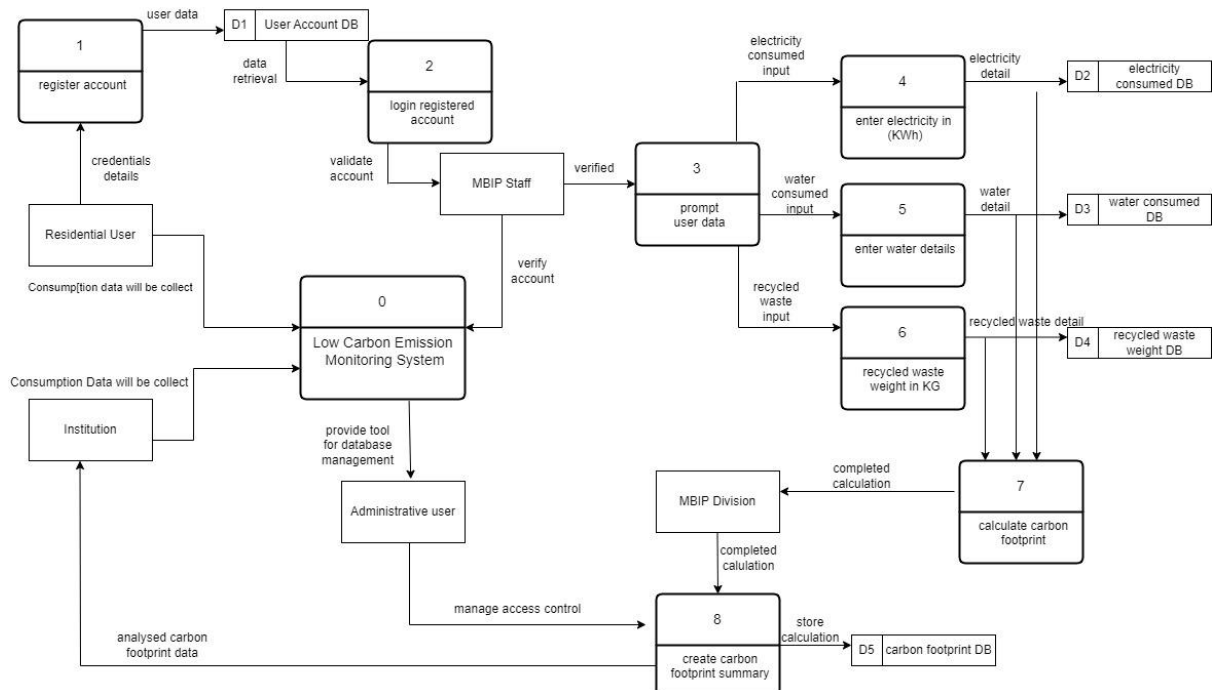 1
register account
user data
D1
User Account DB
data
retrieval
2
login registered
account
credentials
details
validate
account
MBIP Staff
verified
Residential User
Consump[tion data will be collect
verify
account
0
Low Carbon Emission
Monitoring System
Consumption Data will be collect
Institution
provide tool
for database
management
Administrative user
3
prompt
user data
electricity
consumed
input
4
enter electricity in
(KWh)
electricity
detail
D2
electricity
consumed DB
water
consumed
input
5
enter water details
water
detail
D3
water consumed
DB
recycled
waste
input
6
recycled waste
weight in KG
recycled waste detail
D4
recycled waste
weight DB
7
calculate carbon
footprint
completed
calculation
MBIP Division
completed
calulation
manage access control
8
create carbon
footprint summary
store
calculation
D5
carbon footprint DB
analysed carbon
footprint data